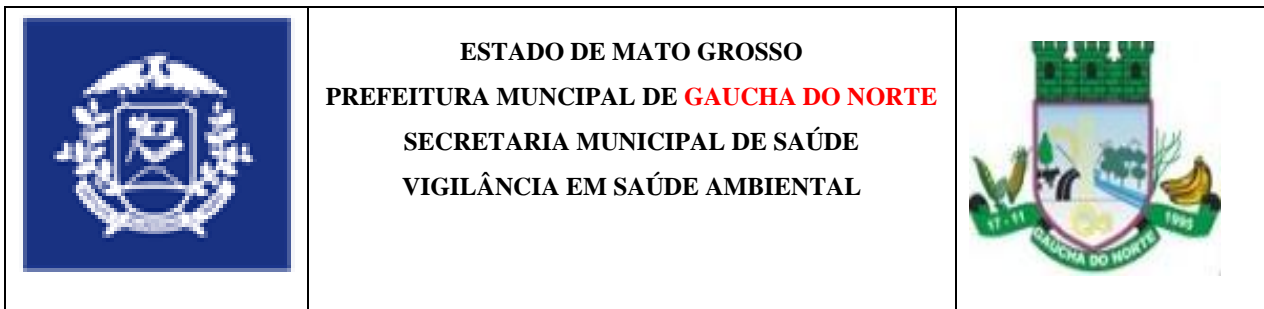 ESTADO DE MATO GROSSO
PREFEITURA MUNCIPAL DE GAUCHA DO NORTE
SECRETARIA MUNICIPAL DE SAÚDE
VIGILÂNCIA EM SAÚDE AMBIENTAL
17 - 11
1995
GAUCHA DO NORTE